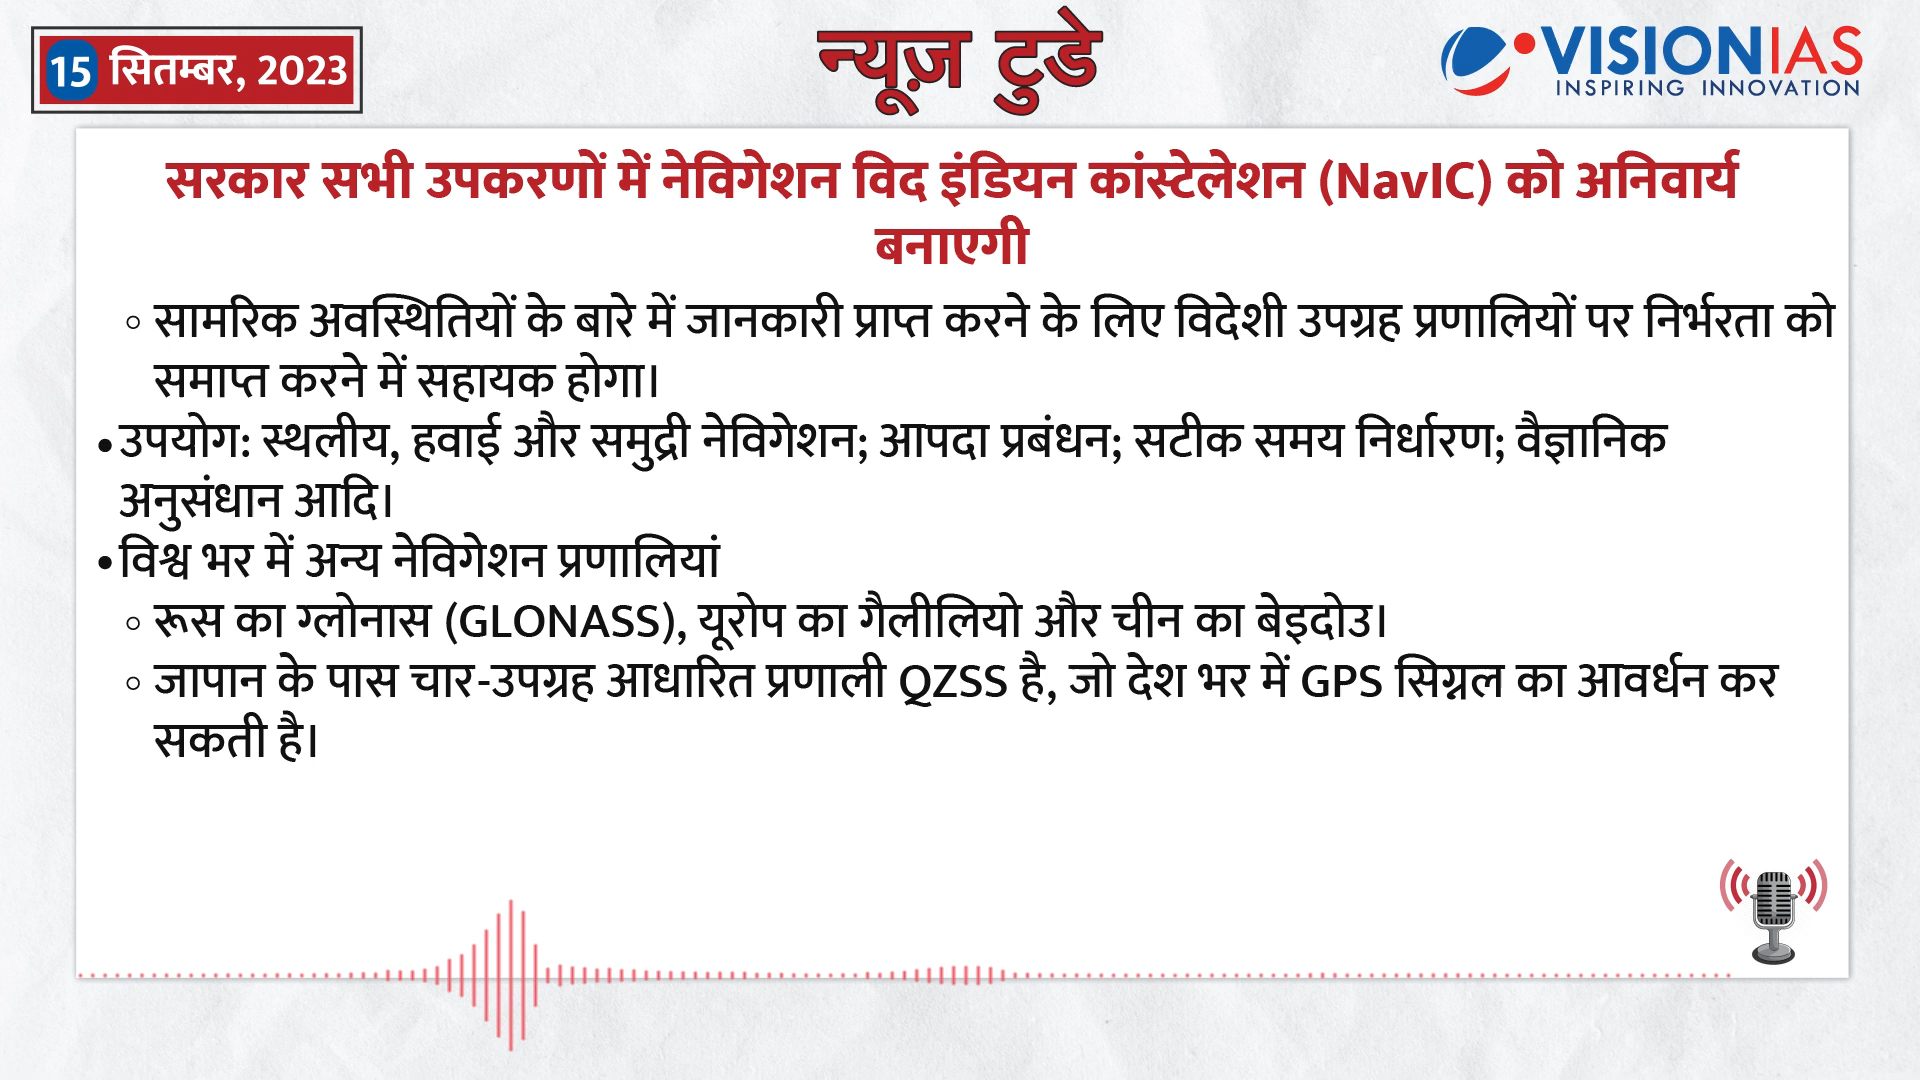 15 सितम्बर, 2023
न्यूज़ टुडे
VISIONIAS
INSPIRING INNOVATION
सरकार सभी उपकरणों में नेविगेशन विद इंडियन कांस्टेलेशन (NavIC) को अनिवार्य
बनाएगी
◦ सामरिक अवस्थितियों के बारे में जानकारी प्राप्त करने के लिए विदेशी उपग्रह प्रणालियों पर निर्भरता को
समाप्त करने में सहायक होगा।
• उपयोग: स्थलीय, हवाई और समुद्री नेविगेशन; आपदा प्रबंधन; सटीक समय निर्धारण; वैज्ञानिक
अनुसंधान आदि।
• विश्व भर में अन्य नेविगेशन प्रणालियां
◦ रूस का ग्लोनास (GLONASS), यूरोप का गैलीलियो और चीन का बेइदोउ।
◦ जापान के पास चार-उपग्रह आधारित प्रणाली QZSS है, जो देश भर में GPS सिग्नल का आवर्धन कर
सकती है।